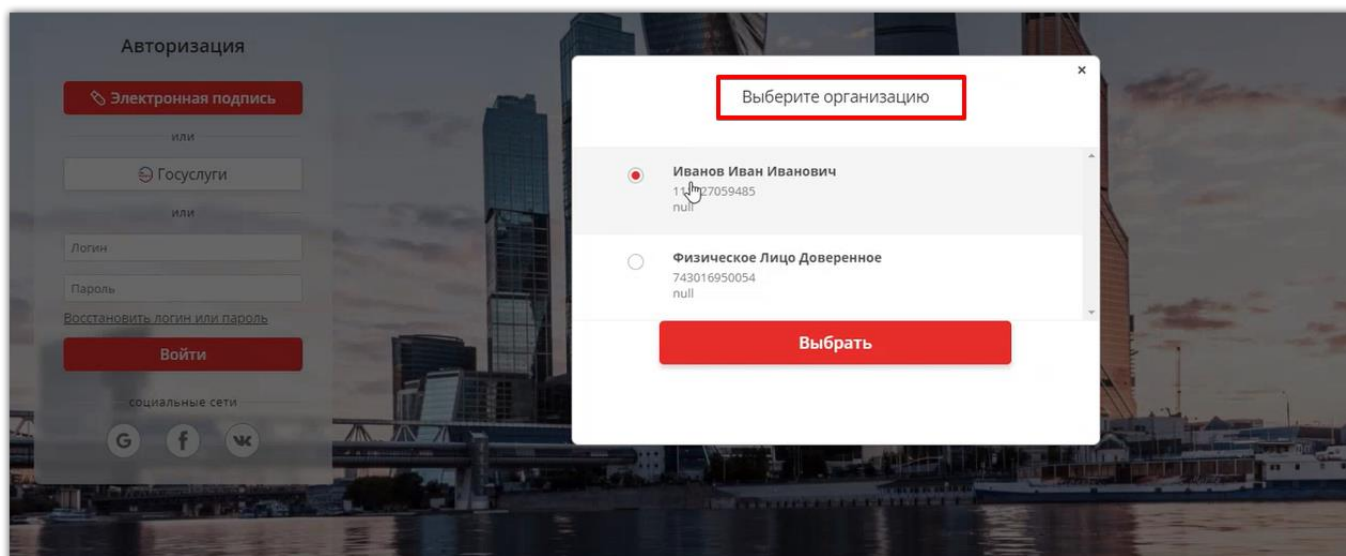 Авторизация
Электронная подпись
или
Госуслуги
или
Логин
Пароль
Восстановить логин или пароль
Войти
социальные сети
Выберите организацию
Иванов Иван Иванович
null
Физическое Лицо Доверенное
743016950054
null
Выбрать